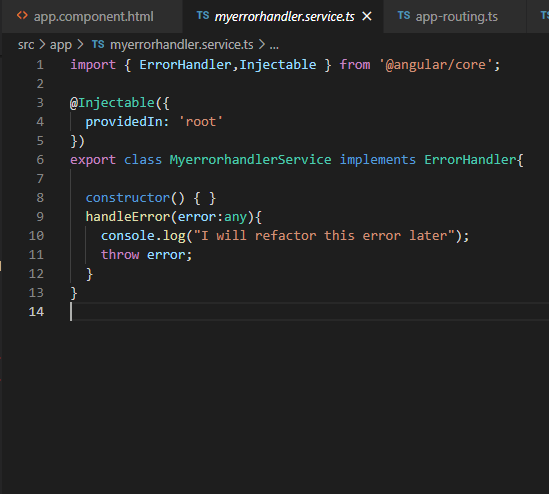 <> app.component.html TS myerrorhandler.service.ts × TS app-routing.ts TS
src > app > TS myerrorhandler.service.ts > ...
1 import { ErrorHandler,Injectable } from '@angular/core';
2
3 @Injectable({
4   providedIn: 'root'
5 })
6 export class MyerrorhandlerService implements ErrorHandler{
7
8   constructor() { }
9   handleError(error:any){
10     console.log("I will refactor this error later");
11     throw error;
12   }
13 }
14